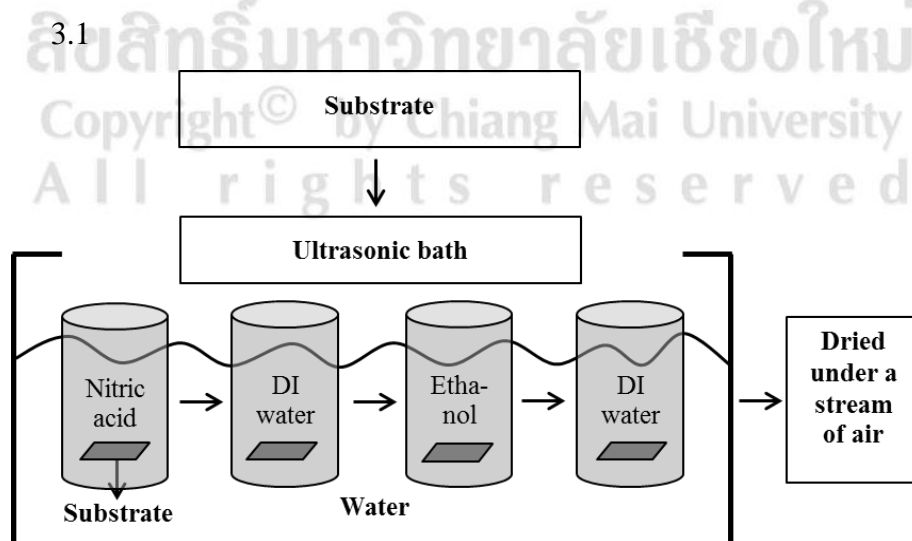 3.1
ลิขสิทธิ์มหาวิทยาลัยเชียงใหม่
Copyright© by Chiang Mai University
All rights reserved
Substrate
Ultrasonic bath
Nitric
acid
DI
water
Etha-
nol
DI
water
Dried
under a
stream
of air
Substrate
Water